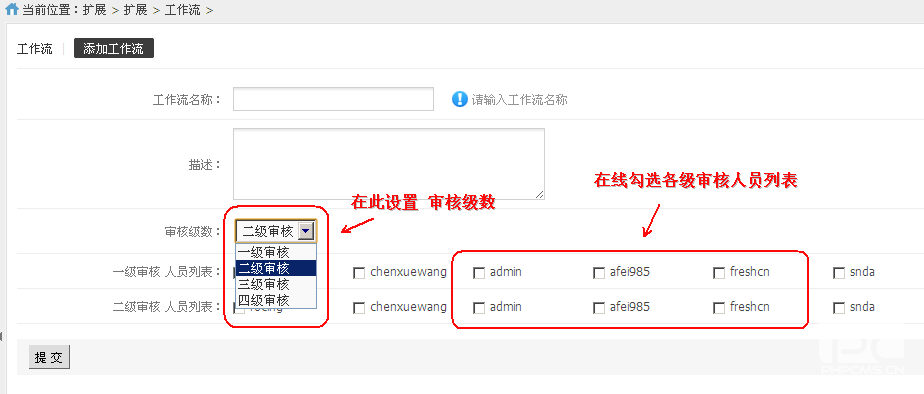 当前位置：扩展 > 扩展 > 工作流 >
工作流 添加工作流
工作流名称： 请输入工作流名称
描述：
在线勾选各级审核人员列表
在此设置 审核级数
审核级数： 二级审核
一级审核
二级审核
三级审核
四级审核
一级审核 人员列表： chenxuewang admin afei985 freshcn snda
二级审核 人员列表： chenxuewang admin afei985 freshcn snda
提 交
PHPCMS.CN